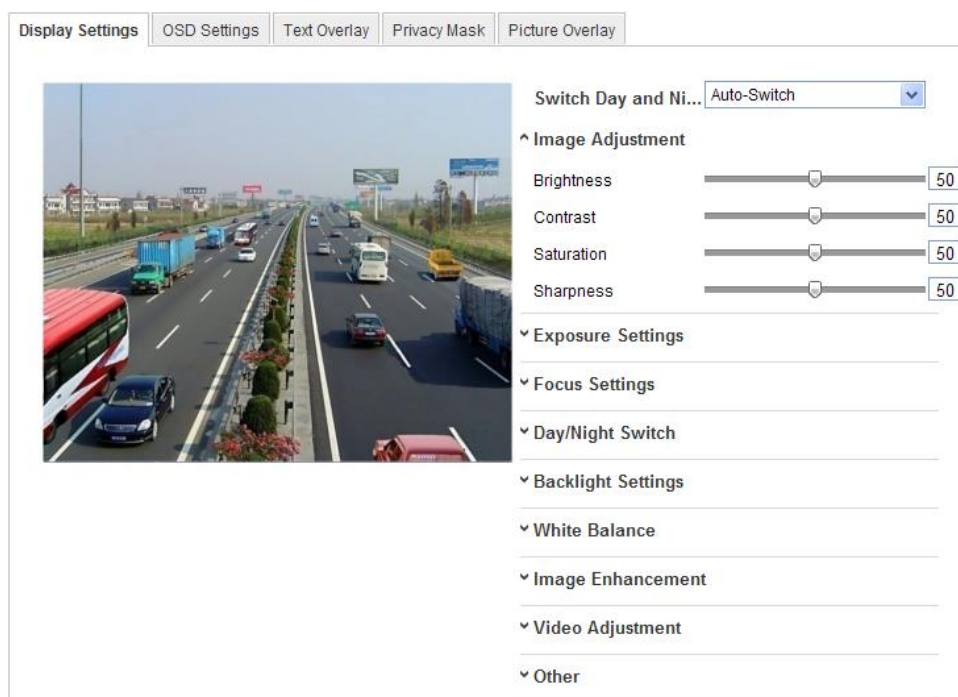 Display Settings
OSD Settings
Text Overlay
Privacy Mask
Picture Overlay
Switch Day and Ni...
Auto-Switch
Image Adjustment
Brightness
50
Contrast
50
Saturation
50
Sharpness
50
Exposure Settings
Focus Settings
Day/Night Switch
Backlight Settings
White Balance
Image Enhancement
Video Adjustment
Other